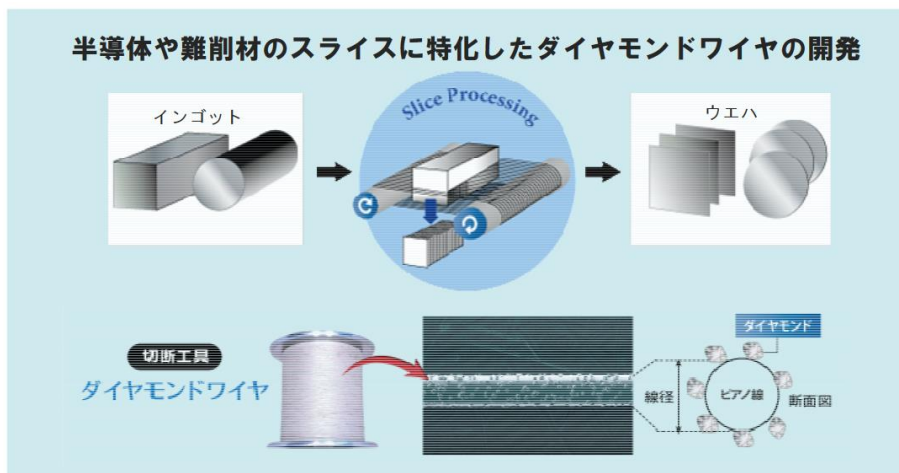 半導体や難削材のスライスに特化したダイヤモンドワイヤの開発
インゴット
Slice Processing
ウエハ
切断工具
ダイヤモンドワイヤ
ダイヤモンド
線径
ピアノ線
断面図